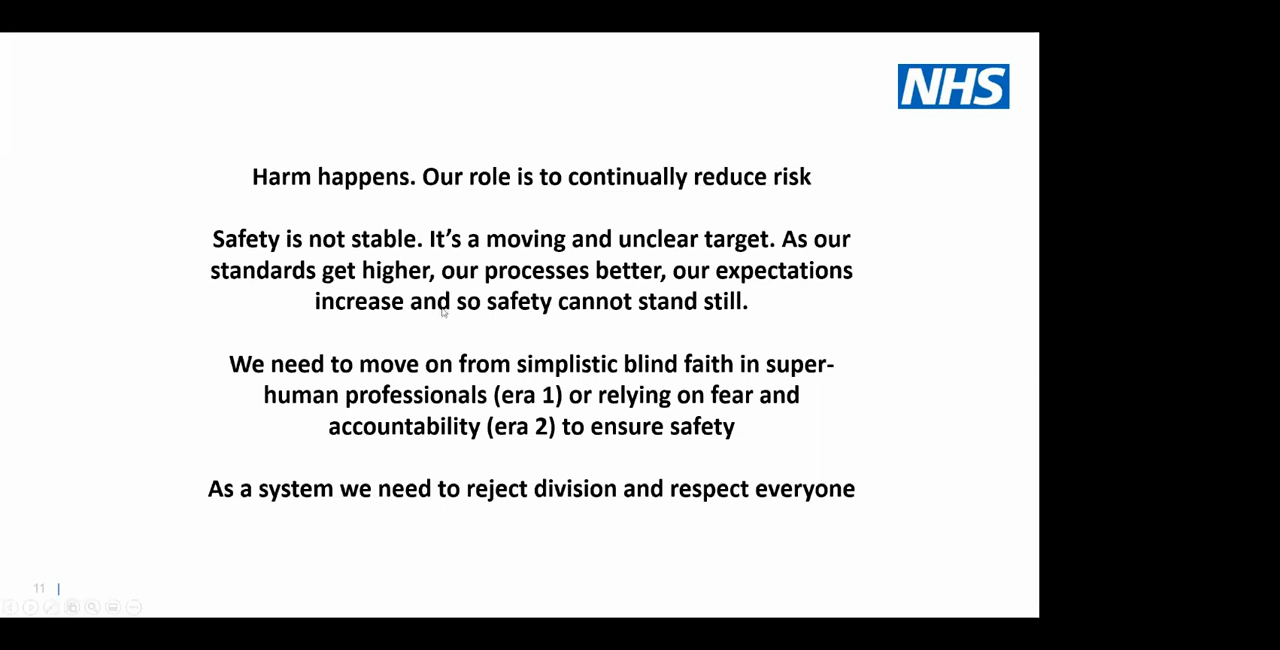 NHS
Harm happens. Our role is to continually reduce risk
Safety is not stable. It’s a moving and unclear target. As our
standards get higher, our processes better, our expectations
increase and so safety cannot stand still.
We need to move on from simplistic blind faith in super-
human professionals (era 1) or relying on fear and
accountability (era 2) to ensure safety
As a system we need to reject division and respect everyone
11 |